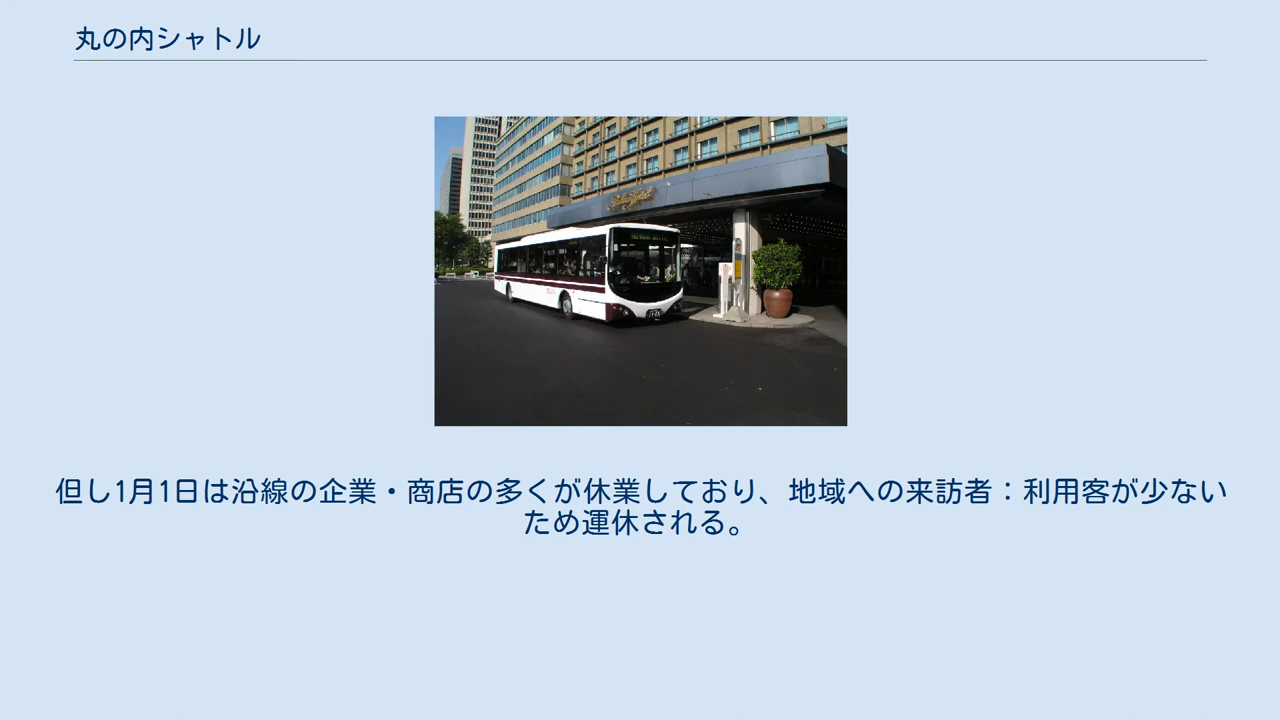 丸の内シャトル
但し1月1日は沿線の企業・商店の多くが休業しており、地域への来訪者：利用客が少ない
ため運休される。